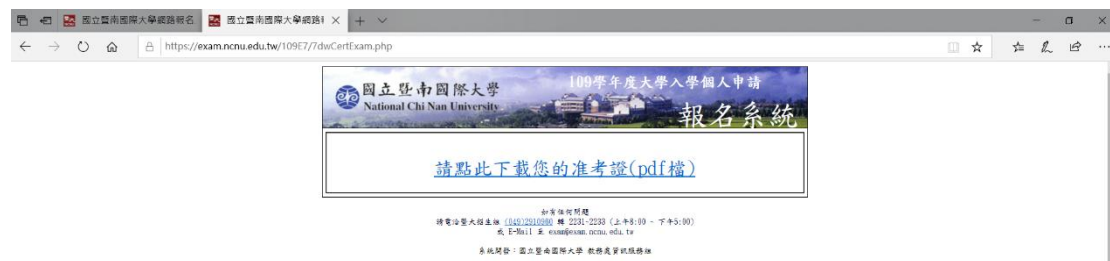 國立暨南國際大學網路報名
國立暨南國際大學網路
https://exam.ncnu.edu.tw/109E7/7dwCertExam.php
國立暨南國際大學
National Chi Nan University
109學年度大學入學個人申請
報名系統
請點此下載您的准考證(pdf檔)
如有任何問題
請電洽暨大招生組 (049)2910960 轉 2231-2233 (上午8:00 - 下午5:00)
或 E-Mail 至 exam@exam.ncnu.edu.tw
系統開發：國立暨南國際大學 教務處資訊服務組